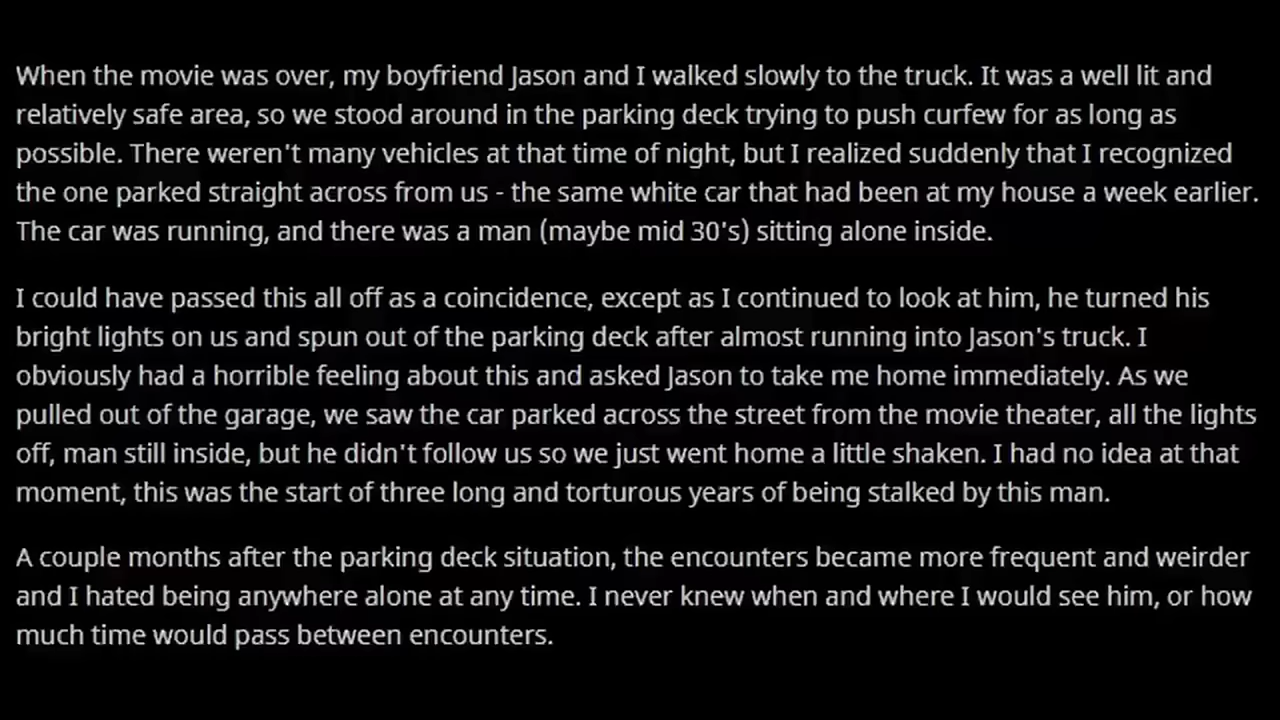 When the movie was over, my boyfriend Jason and I walked slowly to the truck. It was a well lit and
relatively safe area, so we stood around in the parking deck trying to push curfew for as long as
possible. There weren't many vehicles at that time of night, but I realized suddenly that I recognized
the one parked straight across from us - the same white car that had been at my house a week earlier.
The car was running, and there was a man (maybe mid 30's) sitting alone inside.
I could have passed this all off as a coincidence, except as I continued to look at him, he turned his
bright lights on us and spun out of the parking deck after almost running into Jason's truck. I
obviously had a horrible feeling about this and asked Jason to take me home immediately. As we
pulled out of the garage, we saw the car parked across the street from the movie theater, all the lights
off, man still inside, but he didn't follow us so we just went home a little shaken. I had no idea at that
moment, this was the start of three long and torturous years of being stalked by this man.
A couple months after the parking deck situation, the encounters became more frequent and weirder
and I hated being anywhere alone at any time. I never knew when and where I would see him, or how
much time would pass between encounters.